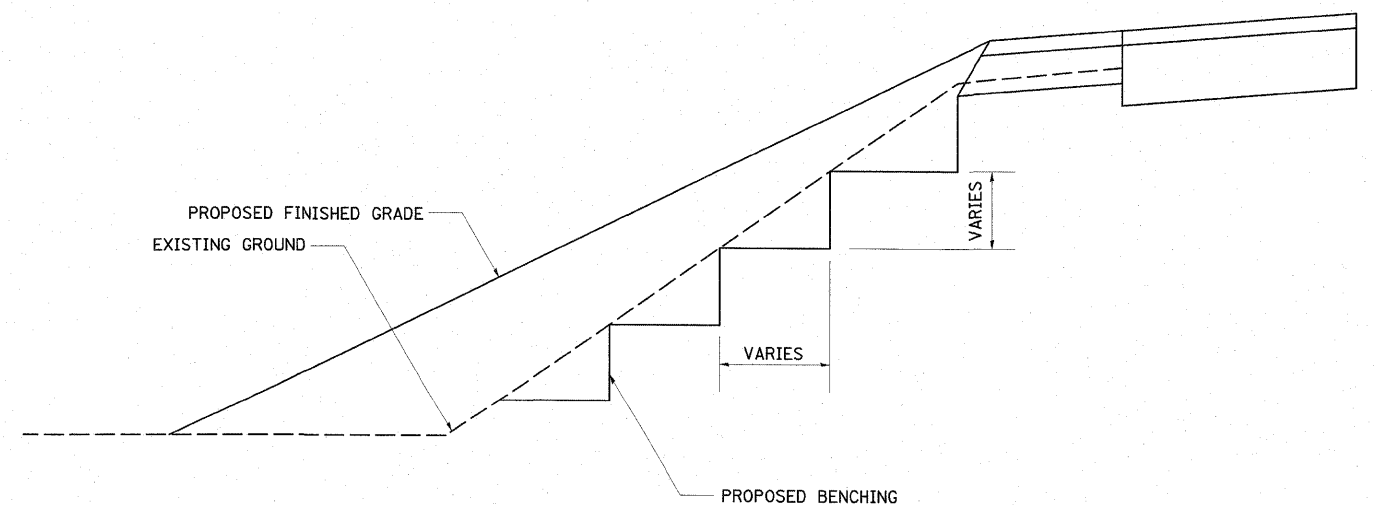 PROPOSED FINISHED GRADE
EXISTING GROUND
VARIES
VARIES
PROPOSED BENCHING